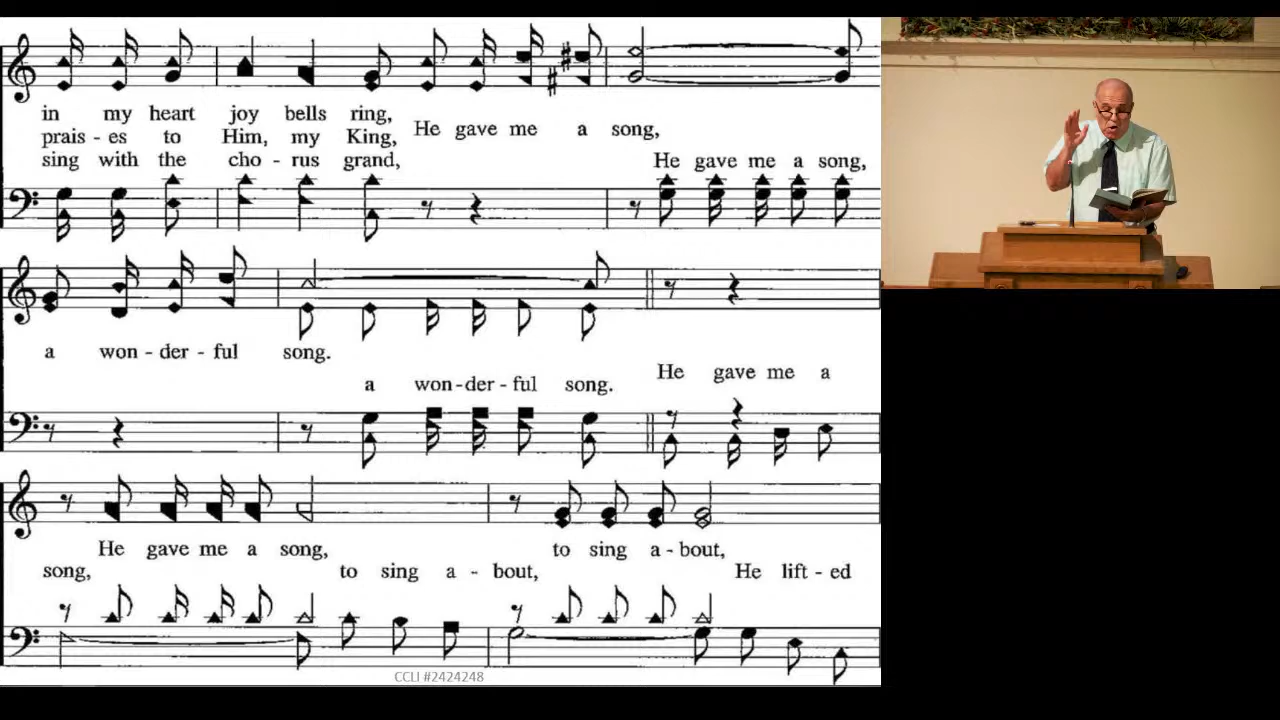 in my heart joy bells ring,
prais - es to Him, my King, He gave me a song,
sing with the cho - rus grand, He gave me a song,
a won - der - ful song.
a won - der - ful song. He gave me a
He gave me a song, to sing a - bout,
song, to sing a - bout, He lift - ed
CCLI #2424248